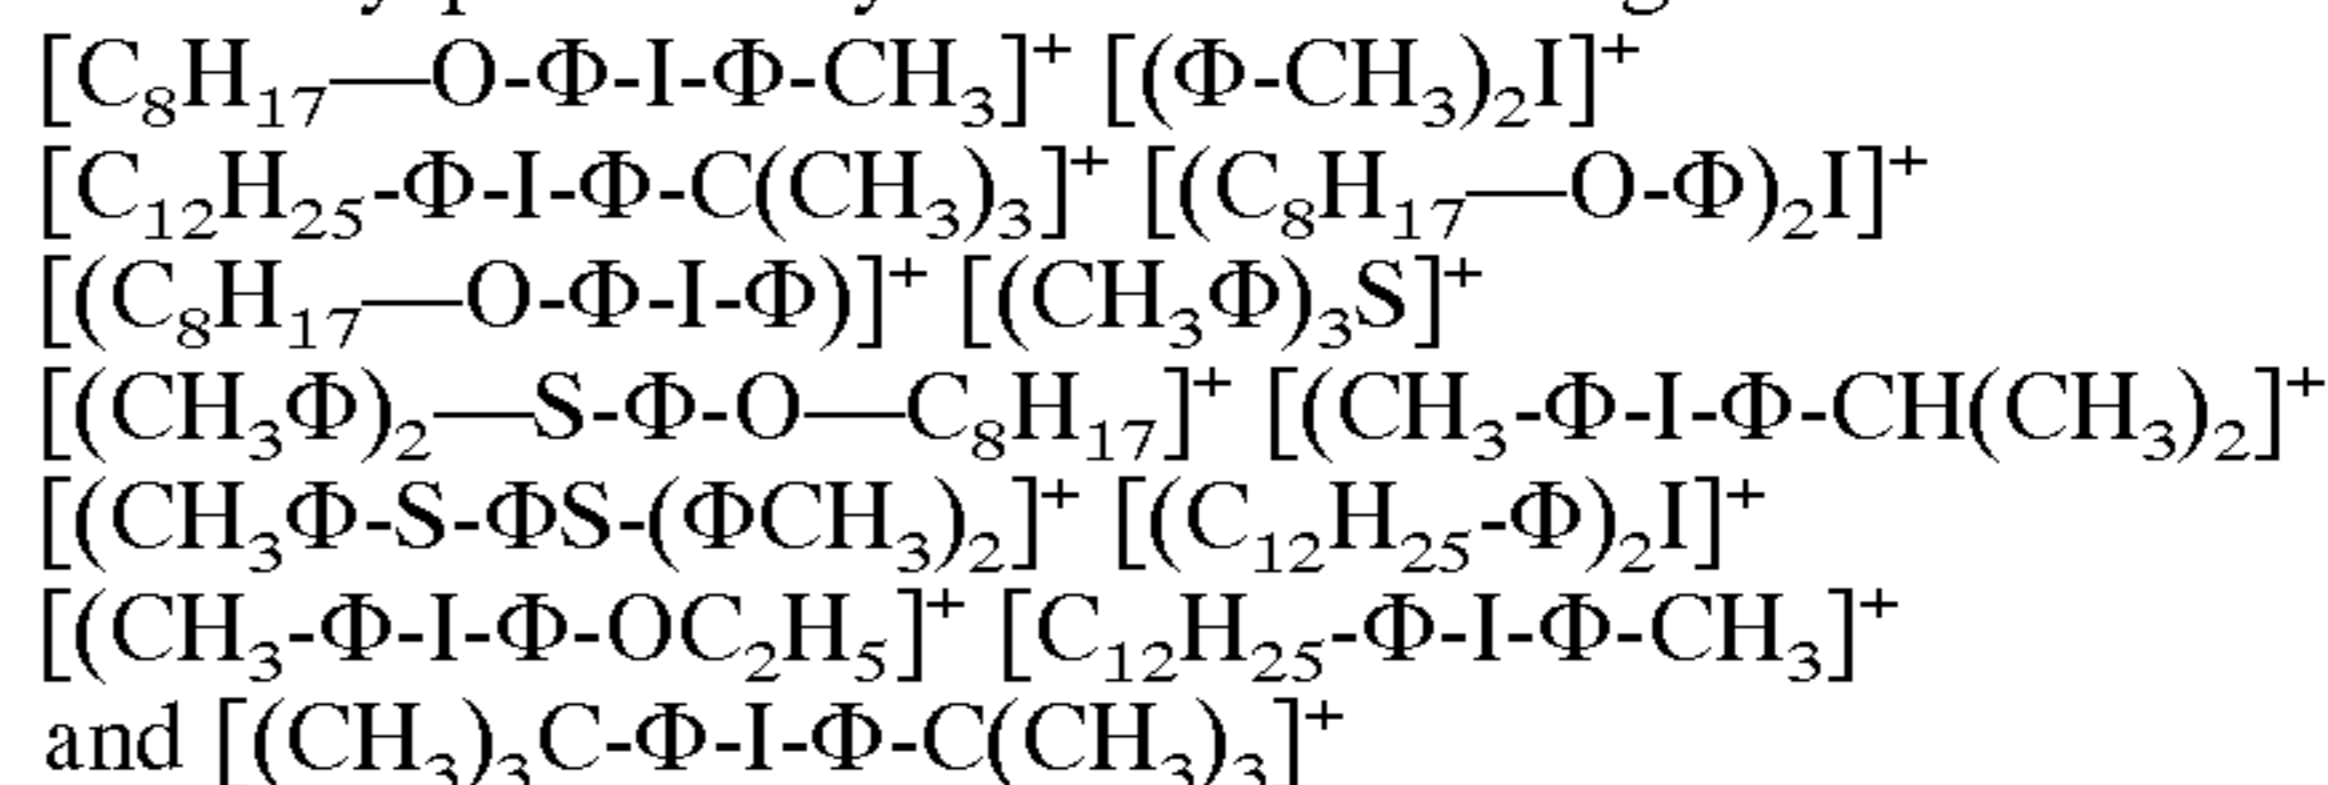 [C₈H₁₇—O-Φ-I-Φ-CH₃]⁺ [(Φ-CH₃)₂I]⁺
[C₁₂H₂₅-Φ-I-Φ-C(CH₃)₃]⁺ [(C₈H₁₇—O-Φ)₂I]⁺
[(C₈H₁₇—O-Φ-I-Φ)]⁺ [(CH₃Φ)₃S]⁺
[(CH₃Φ)₂—S-Φ-O—C₈H₁₇]⁺ [(CH₃-Φ-I-Φ-CH(CH₃)₂]⁺
[(CH₃Φ-S-ΦS-(ΦCH₃)₂]⁺ [(C₁₂H₂₅-Φ)₂I]⁺
[(CH₃-Φ-I-Φ-OC₂H₅]⁺ [C₁₂H₂₅-Φ-I-Φ-CH₃]⁺
and [(CH₃)₃C-Φ-I-Φ-C(CH₃)₃]⁺